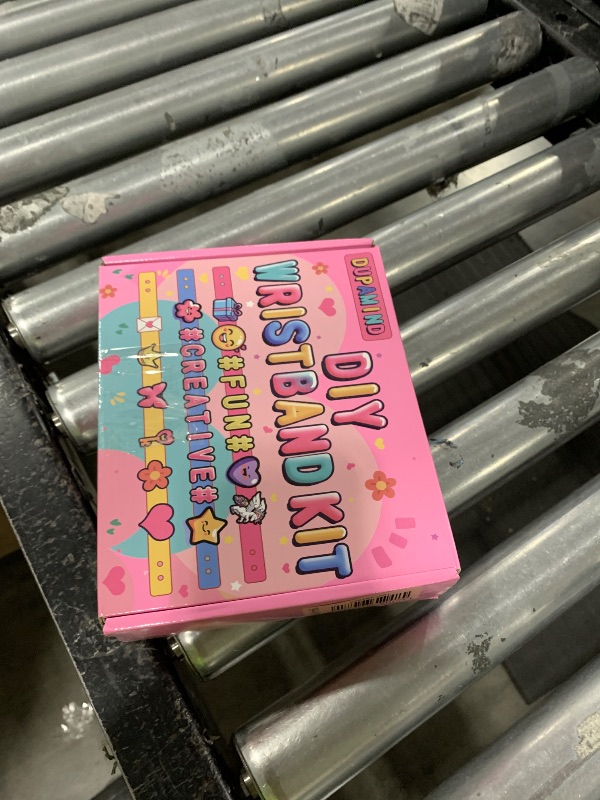 DUPAMIND
DIY
WRISTBAND KIT
#FUN#
#CREATIVE#